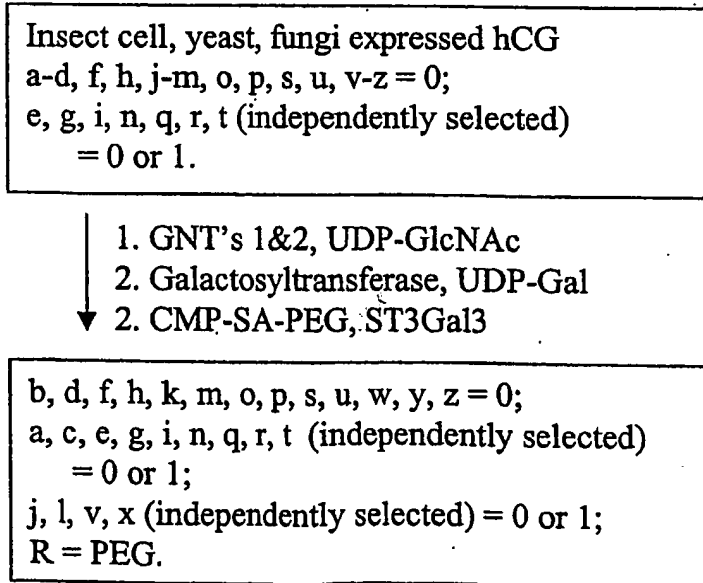 Insect cell, yeast, fungi expressed hCG
a-d, f, h, j-m, o, p, s, u, v-z = 0;
e, g, i, n, q, r, t (independently selected)
= 0 or 1.
1. GNT's 1&2, UDP-GlcNAc
2. Galactosyltransferase, UDP-Gal
2. CMP-SA-PEG, ST3Gal3
b, d, f, h, k, m, o, p, s, u, w, y, z = 0;
a, c, e, g, i, n, q, r, t (independently selected)
= 0 or 1;
j, l, v, x (independently selected) = 0 or 1;
R = PEG.